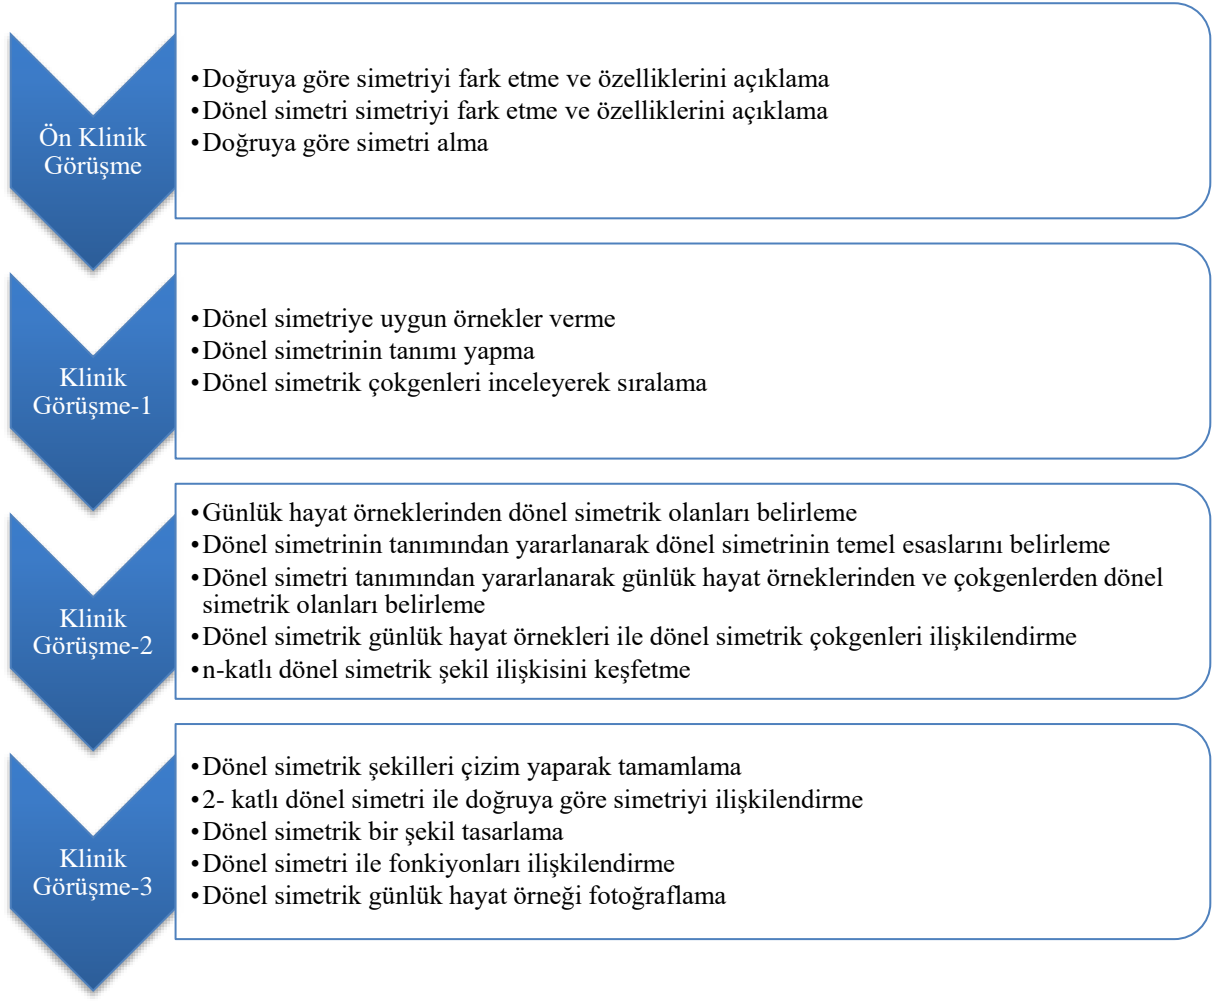 Ön Klinik
Görüşme
•Doğruya göre simetriyi fark etme ve özelliklerini açıklama
•Dönel simetri simetriyi fark etme ve özelliklerini açıklama
•Doğruya göre simetri alma
Klinik
Görüşme-1
•Dönel simetriye uygun örnekler verme
•Dönel simetrinin tanımı yapma
•Dönel simetrik çokgenleri inceleyerek sıralama
Klinik
Görüşme-2
•Günlük hayat örneklerinden dönel simetrik olanları belirleme
•Dönel simetrinin tanımından yararlanarak dönel simetrinin temel esaslarını belirleme
•Dönel simetri tanımından yararlanarak günlük hayat örneklerinden ve çokgenlerden dönel
simetrik olanları belirleme
•Dönel simetrik günlük hayat örnekleri ile dönel simetrik çokgenleri ilişkilendirme
•n-katlı dönel simetrik şekil ilişkisini keşfetme
Klinik
Görüşme-3
•Dönel simetrik şekilleri çizim yaparak tamamlama
•2- katlı dönel simetri ile doğruya göre simetriyi ilişkilendirme
•Dönel simetrik bir şekil tasarlama
•Dönel simetri ile fonkiyonları ilişkilendirme
•Dönel simetrik günlük hayat örneği fotoğraflama